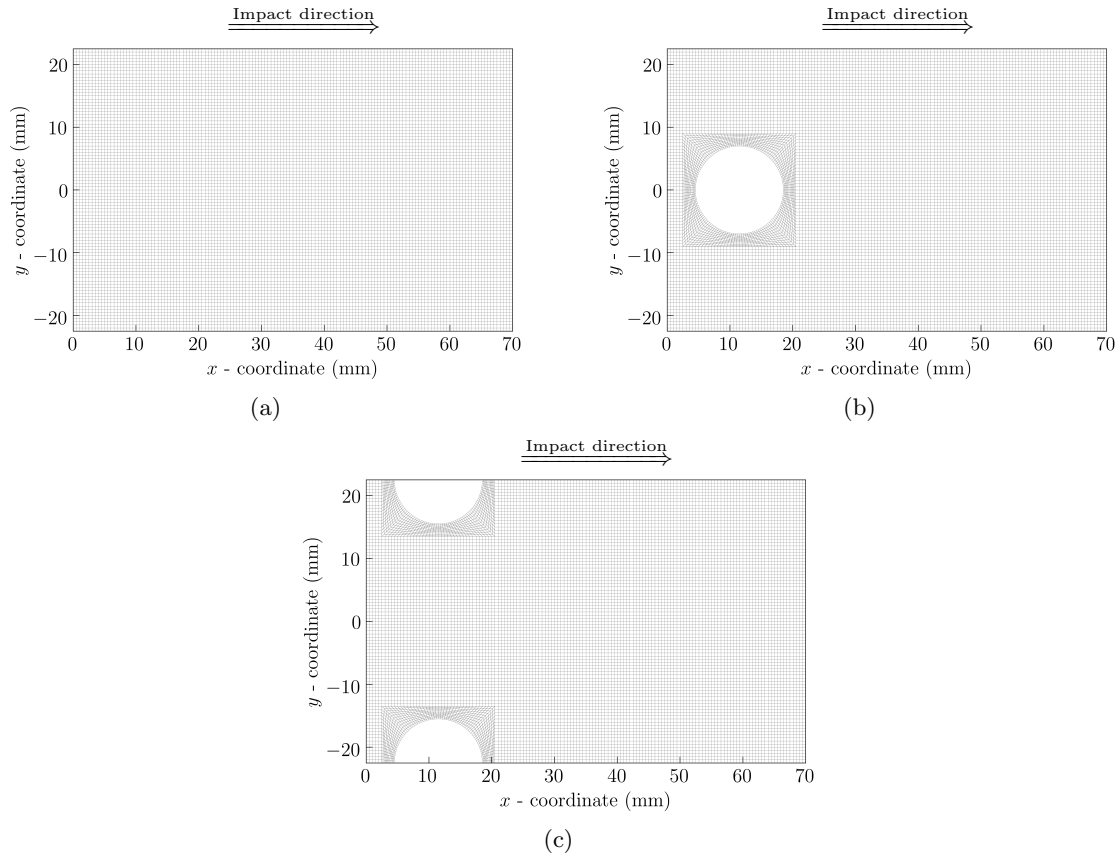 Impact direction
20
10
0
−10
−20
y - coordinate (mm)
0 10 20 30 40 50 60 70
x - coordinate (mm)
(a)
Impact direction
20
10
0
−10
−20
y - coordinate (mm)
0 10 20 30 40 50 60 70
x - coordinate (mm)
(b)
Impact direction
20
10
0
−10
−20
y - coordinate (mm)
0 10 20 30 40 50 60 70
x - coordinate (mm)
(c)